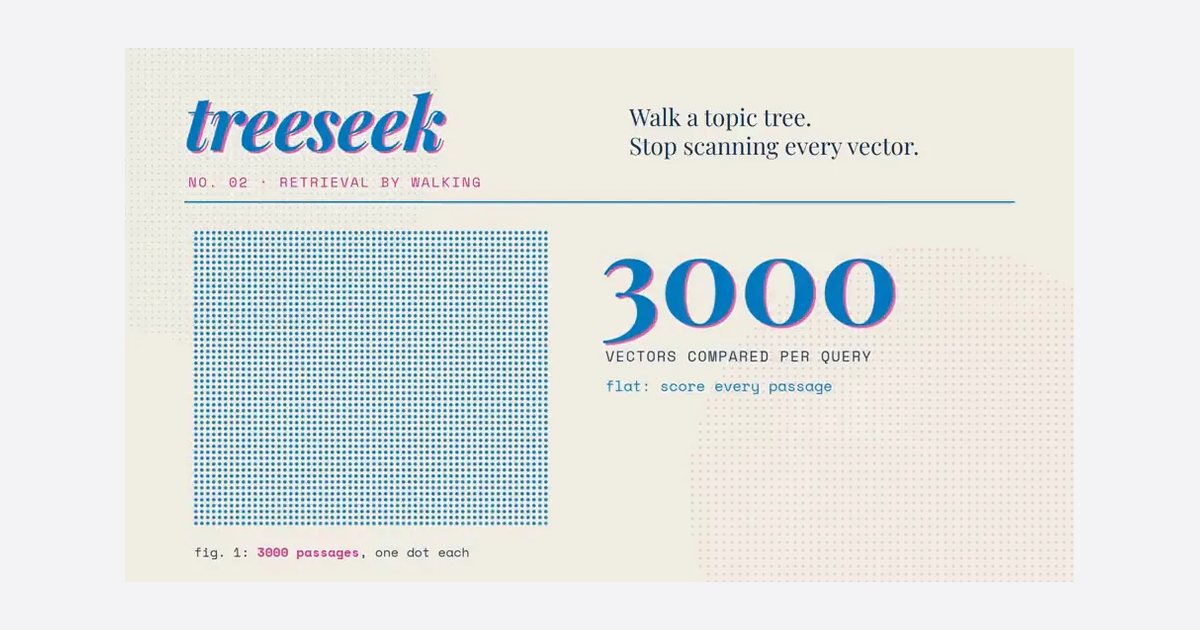 treeseek
NO. 02 · RETRIEVAL BY WALKING
Walk a topic tree.
Stop scanning every vector.
3000
VECTORS COMPARED PER QUERY
flat: score every passage
fig. 1: 3000 passages, one dot each